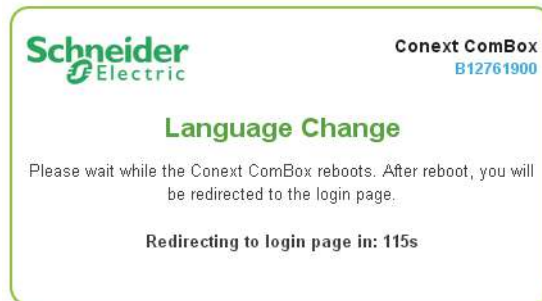 Schneider
Electric
Conext ComBox
B12761900
Language Change
Please wait while the Conext ComBox reboots. After reboot, you will
be redirected to the login page.
Redirecting to login page in: 115s